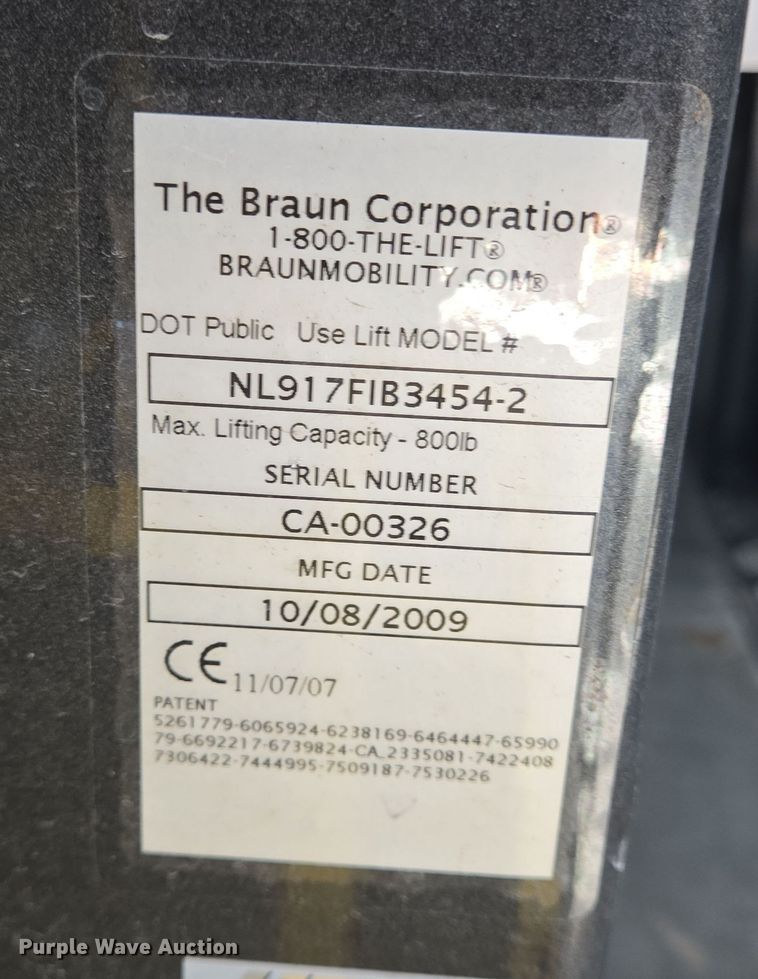 The Braun Corporation®
1-800-THE-LIFT®
BRAUNMOBILITY.COM®
DOT Public Use Lift MODEL #
NL917FIB3454-2
Max. Lifting Capacity - 800lb
SERIAL NUMBER
CA-00326
MFG DATE
10/08/2009
CE 11/07/07
PATENT
5261779-6065924-6238169-6464447-65990
79-6692217-6739824-CA_2335081-7422408
7306422-7444995-7509187-7530226
Purple Wave Auction